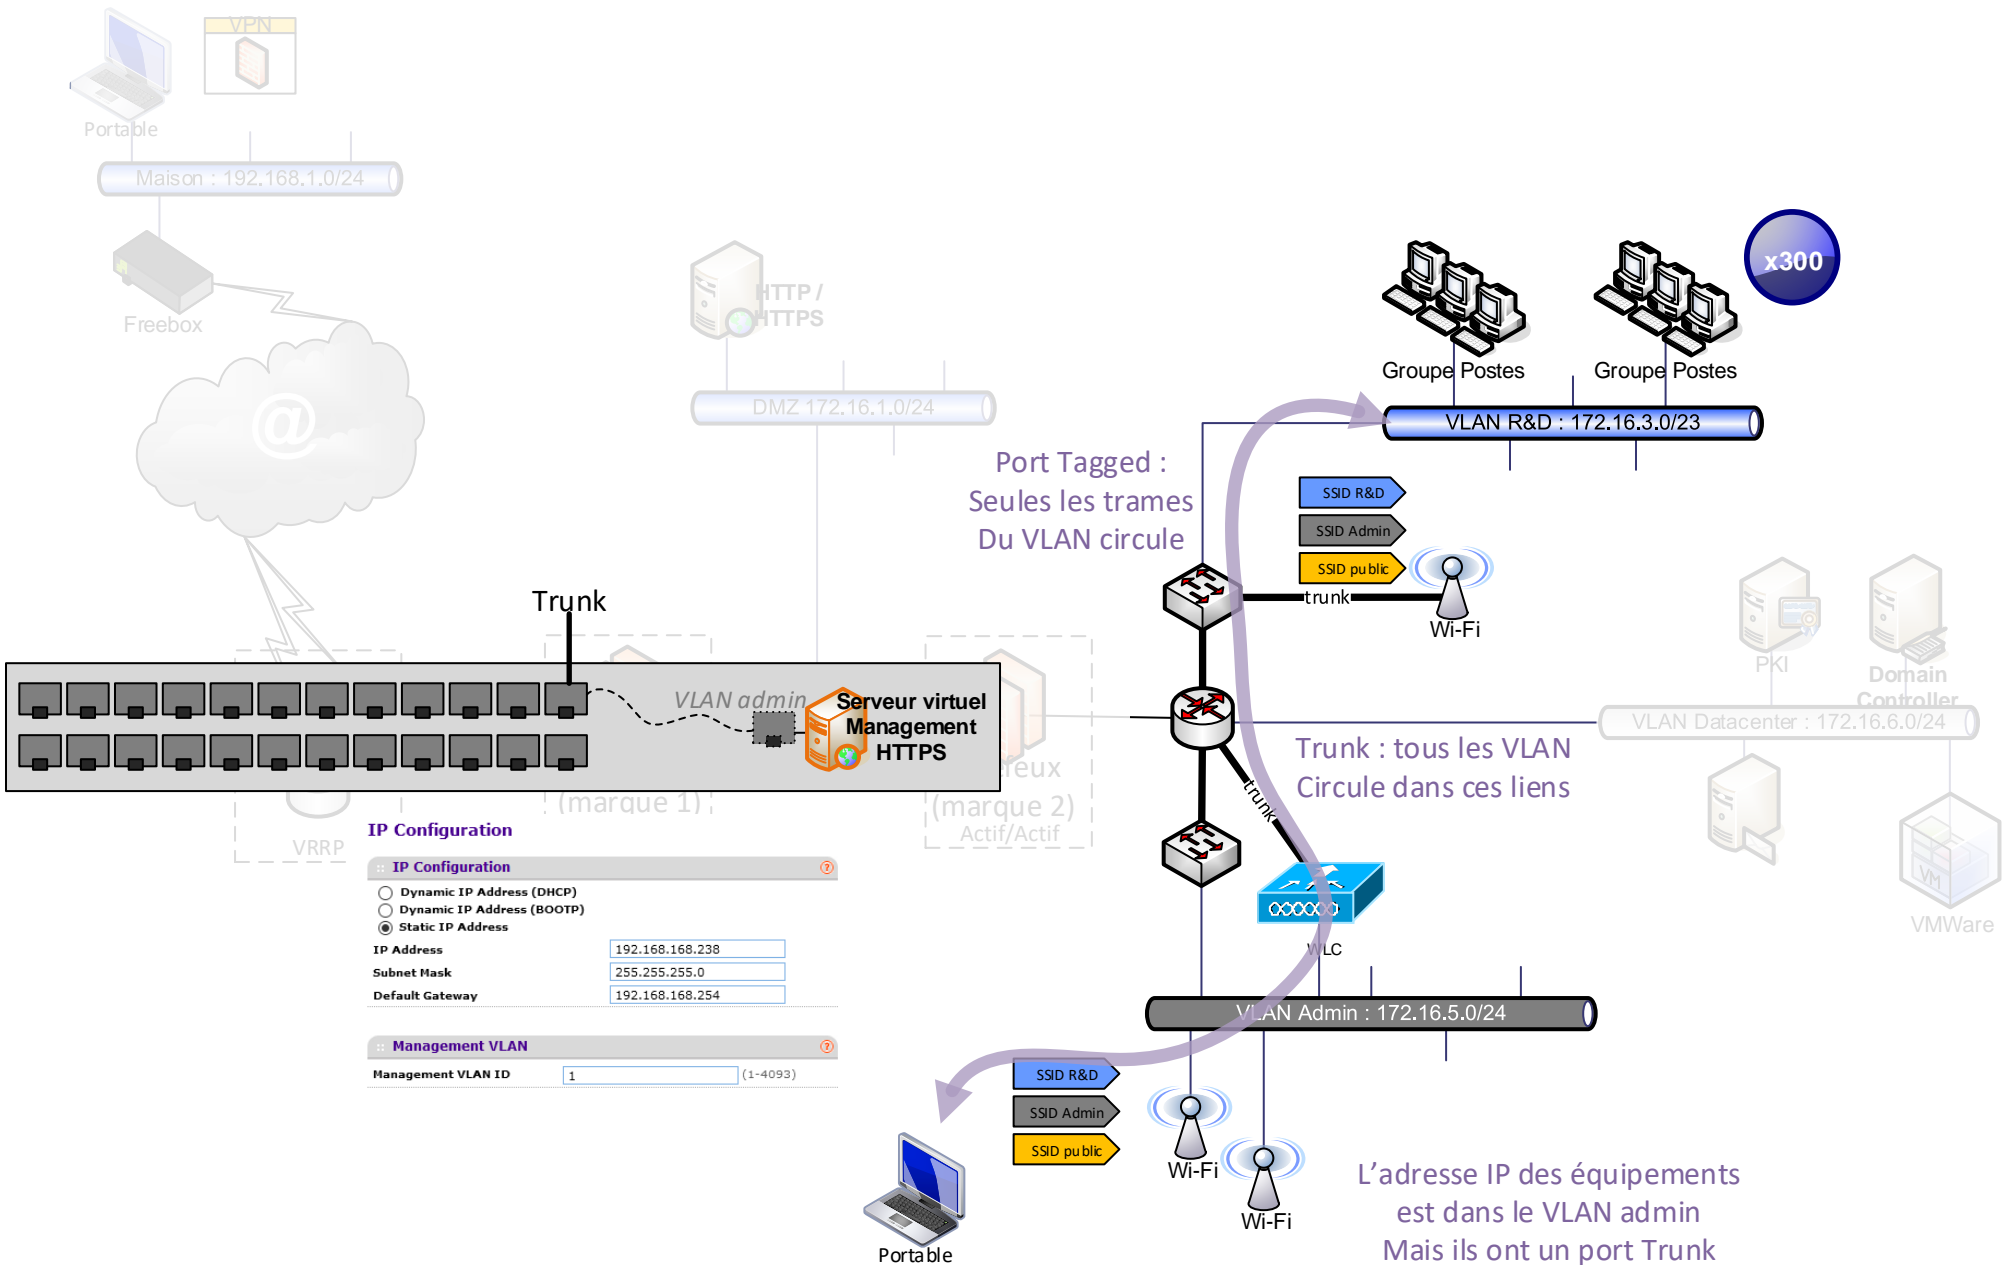 VPN
Portable
Maison : 192.168.1.0/24
Freebox
@
HTTP /
HTTPS
DMZ 172.16.1.0/24
x300
Groupe Postes
Groupe Postes
VLAN R&D : 172.16.3.0/23
Port Tagged :
Seules les trames
Du VLAN circule
SSID R&D
SSID Admin
SSID public
trunk
Wi-Fi
Trunk
VLAN admin
Serveur virtuel
Management
HTTPS
(marque 1)
(marque 2)
Actif/Actif
VRRP
PKI
Domain
Controller
VLAN Datacenter : 172.16.6.0/24
Trunk : tous les VLAN
Circule dans ces liens
trunk
VM
VMWare
WLC
IP Configuration
IP Configuration
Dynamic IP Address (DHCP)
Dynamic IP Address (BOOTP)
Static IP Address
IP Address 192.168.168.238
Subnet Mask 255.255.255.0
Default Gateway 192.168.168.254
Management VLAN
Management VLAN ID 1 (1-4093)
VLAN Admin : 172.16.5.0/24
SSID R&D
SSID Admin
SSID public
Wi-Fi
Wi-Fi
Portable
L’adresse IP des équipements
est dans le VLAN admin
Mais ils ont un port Trunk